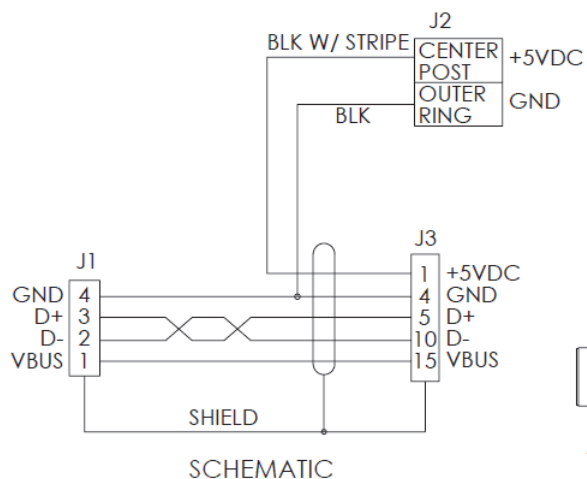 J2
BLK W/ STRIPE
CENTER POST
+5VDC
OUTER RING
GND
BLK
J1
J3
GND 4
D+ 3
D- 2
VBUS 1
1 +5VDC
4 GND
5 D+
10 D-
15 VBUS
SHIELD
SCHEMATIC